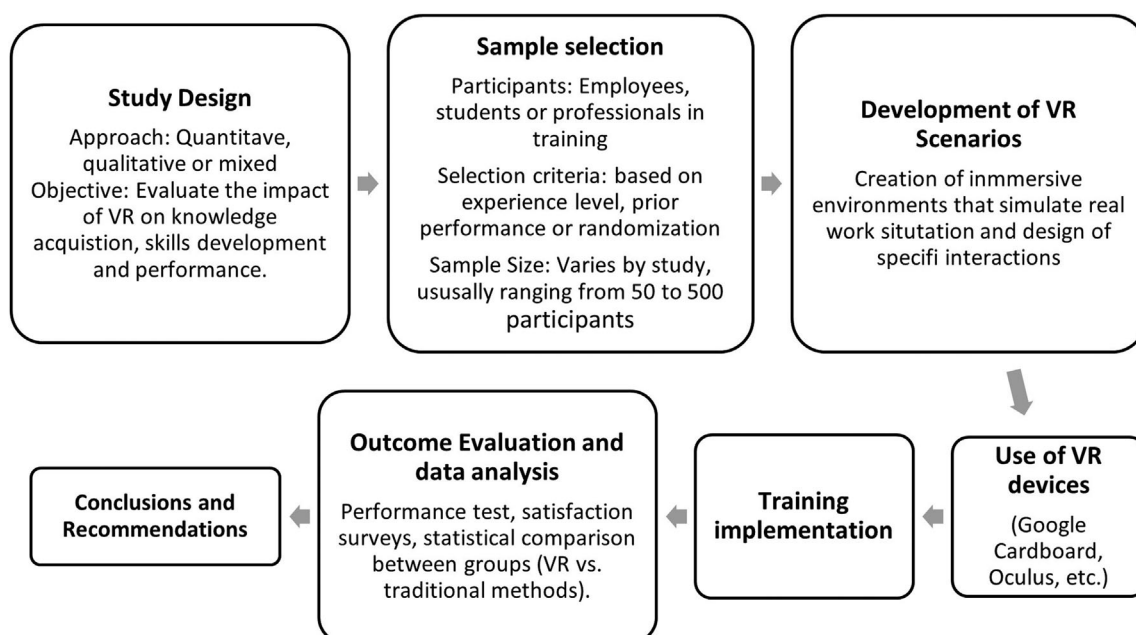 Study Design
Approach: Quantitave,
qualitative or mixed
Objective: Evaluate the impact
of VR on knowledge
acquistion, skills development
and performance.
Sample selection
Participants: Employees,
students or professionals in
training
Selection criteria: based on
experience level, prior
performance or randomization
Sample Size: Varies by study,
ususally ranging from 50 to 500
participants
Development of VR
Scenarios
Creation of inmmersive
environments that simulate real
work situtation and design of
specifi interactions
Use of VR
devices
(Google
Cardboard,
Oculus, etc.)
Training
implementation
Outcome Evaluation and
data analysis
Performance test, satisfaction
surveys, statistical comparison
between groups (VR vs.
traditional methods).
Conclusions and
Recommendations